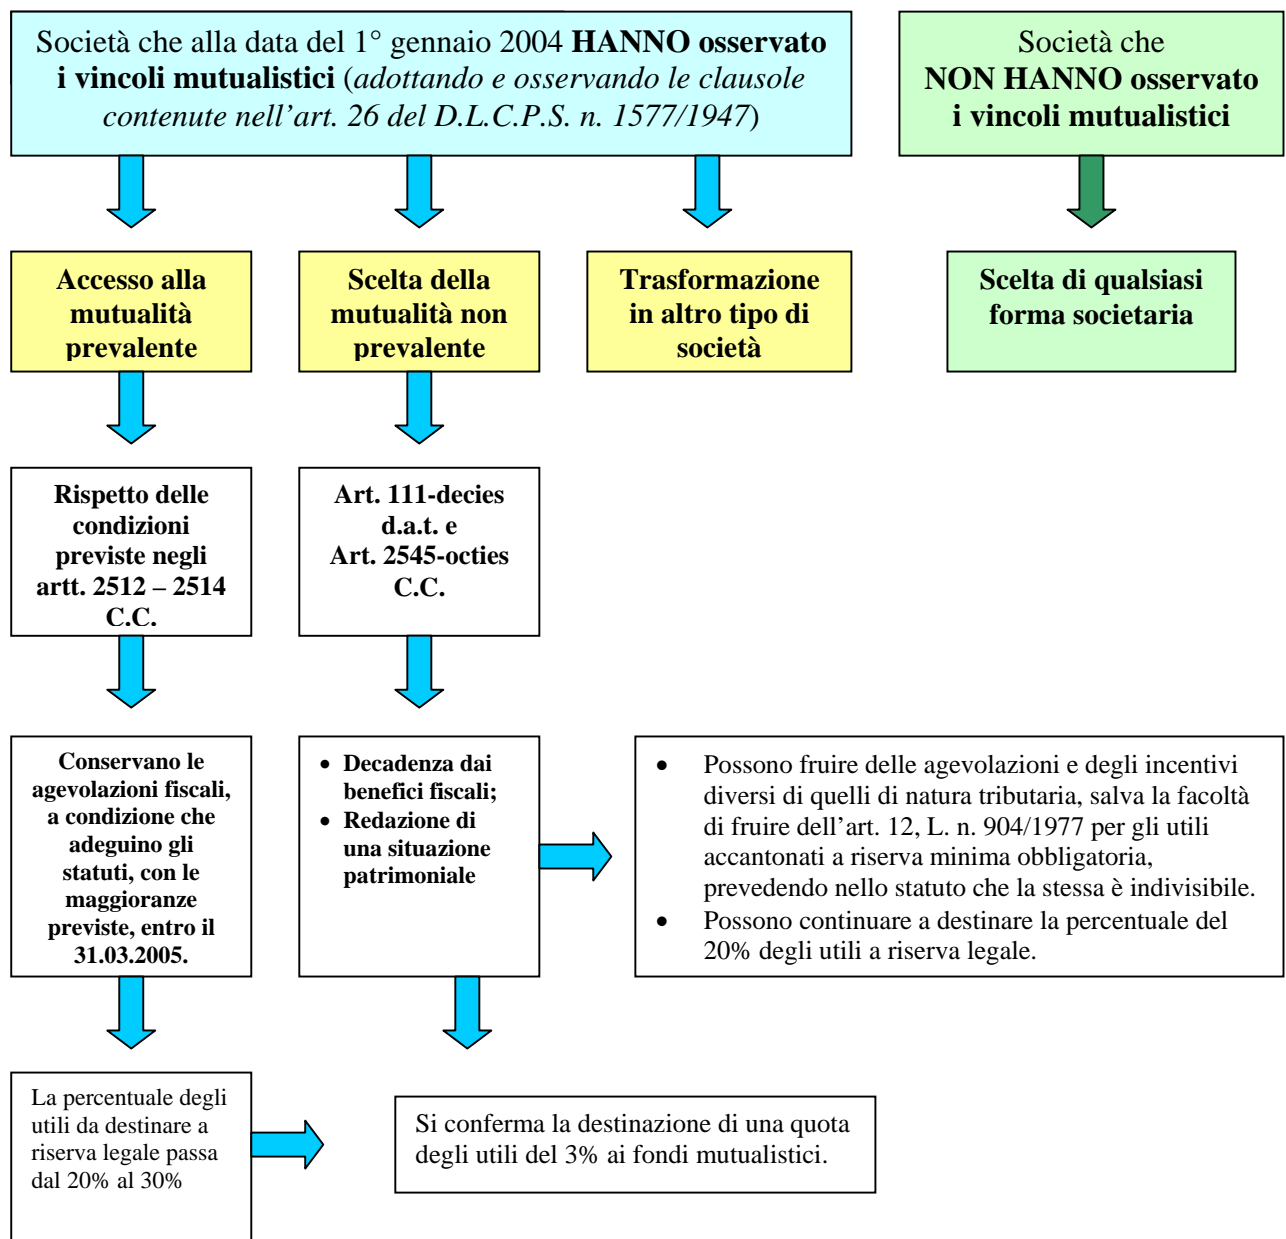 Società che alla data del 1° gennaio 2004 HANNO osservato
i vincoli mutualistici (adottando e osservando le clausole
contenute nell'art. 26 del D.L.C.P.S. n. 1577/1947)
Società che
NON HANNO osservato
i vincoli mutualistici
Accesso alla
mutualità
prevalente
Scelta della
mutualità non
prevalente
Trasformazione
in altro tipo di
società
Scelta di qualsiasi
forma societaria
Rispetto delle
condizioni
previste negli
artt. 2512 – 2514
C.C.
Art. 111-decies
d.a.t. e
Art. 2545-octies
C.C.
Conservano le
agevolazioni fiscali,
a condizione che
adeguino gli
statuti, con le
maggioranze
previste, entro il
31.03.2005.
• Decadenza dai
benefici fiscali;
• Redazione di
una situazione
patrimoniale
• Possono fruire delle agevolazioni e degli incentivi
diversi di quelli di natura tributaria, salva la facoltà
di fruire dell'art. 12, L. n. 904/1977 per gli utili
accantonati a riserva minima obbligatoria,
prevedendo nello statuto che la stessa è indivisibile.
• Possono continuare a destinare la percentuale del
20% degli utili a riserva legale.
La percentuale degli
utili da destinare a
riserva legale passa
dal 20% al 30%
Si conferma la destinazione di una quota
degli utili del 3% ai fondi mutualistici.